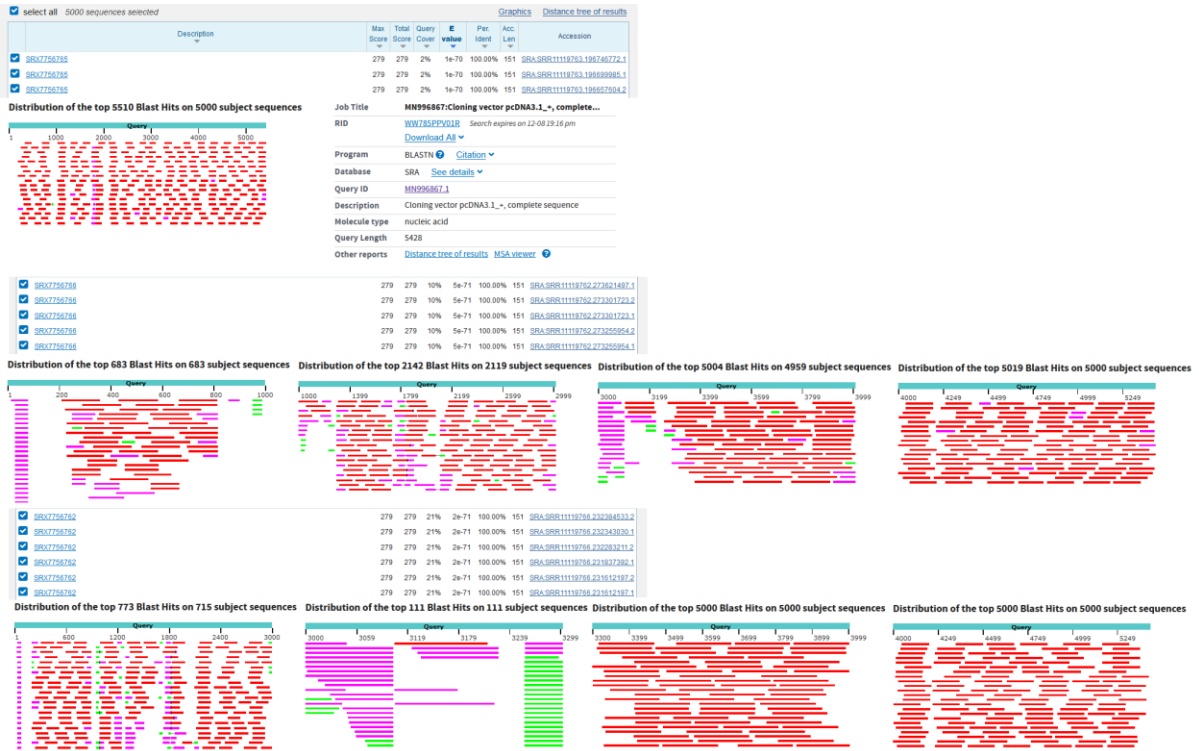 select all 5000 sequences selected Graphics Distance tree of results
Description Max Score Total Score Query Cover E value Per. Ident Acc. Len Accession
SRX7756765 279 279 2% 1e-70 100.00% 151 SRA:SRR11119763.196746772.1
SRX7756765 279 279 2% 1e-70 100.00% 151 SRA:SRR11119763.196699985.1
SRX7756765 279 279 2% 1e-70 100.00% 151 SRA:SRR11119763.196657604.2
Distribution of the top 5510 Blast Hits on 5000 subject sequences
Query
1 1000 2000 3000 4000 5000
Job Title MN996867:Cloning vector pcDNA3.1_+, complete...
RID WW785PPV01R Search expires on 12-08 19:16 pm
Download All
Program BLASTN ? Citation
Database SRA See details
Query ID MN996867.1
Description Cloning vector pcDNA3.1_+, complete sequence
Molecule type nucleic acid
Query Length 5428
Other reports Distance tree of results MSA viewer ?
SRX7756766 279 279 10% 5e-71 100.00% 151 SRA:SRR11119762.273621497.1
SRX7756766 279 279 10% 5e-71 100.00% 151 SRA:SRR11119762.273301723.2
SRX7756766 279 279 10% 5e-71 100.00% 151 SRA:SRR11119762.273301723.1
SRX7756766 279 279 10% 5e-71 100.00% 151 SRA:SRR11119762.273255954.2
SRX7756766 279 279 10% 5e-71 100.00% 151 SRA:SRR11119762.273255954.1
Distribution of the top 683 Blast Hits on 683 subject sequences
Query
1 200 400 600 800 1000
Distribution of the top 2142 Blast Hits on 2119 subject sequences
Query
1000 1399 1799 2199 2599 2999
Distribution of the top 5004 Blast Hits on 4959 subject sequences
Query
3000 3199 3399 3599 3799 3999
Distribution of the top 5019 Blast Hits on 5000 subject sequences
Query
4000 4249 4499 4749 4999 5249
SRX7756762 279 279 21% 2e-71 100.00% 151 SRA:SRR11119766.232384533.2
SRX7756762 279 279 21% 2e-71 100.00% 151 SRA:SRR11119766.232343030.1
SRX7756762 279 279 21% 2e-71 100.00% 151 SRA:SRR11119766.232283211.2
SRX7756762 279 279 21% 2e-71 100.00% 151 SRA:SRR11119766.231837392.1
SRX7756762 279 279 21% 2e-71 100.00% 151 SRA:SRR11119766.231612197.2
SRX7756762 279 279 21% 2e-71 100.00% 151 SRA:SRR11119766.231612197.1
Distribution of the top 773 Blast Hits on 715 subject sequences
Query
1 600 1200 1800 2400 3000
Distribution of the top 111 Blast Hits on 111 subject sequences
Query
3000 3059 3119 3179 3239 3299
Distribution of the top 5000 Blast Hits on 5000 subject sequences
Query
3300 3399 3499 3599 3699 3799 3899 3999
Distribution of the top 5000 Blast Hits on 5000 subject sequences
Query
4000 4249 4499 4749 4999 5249